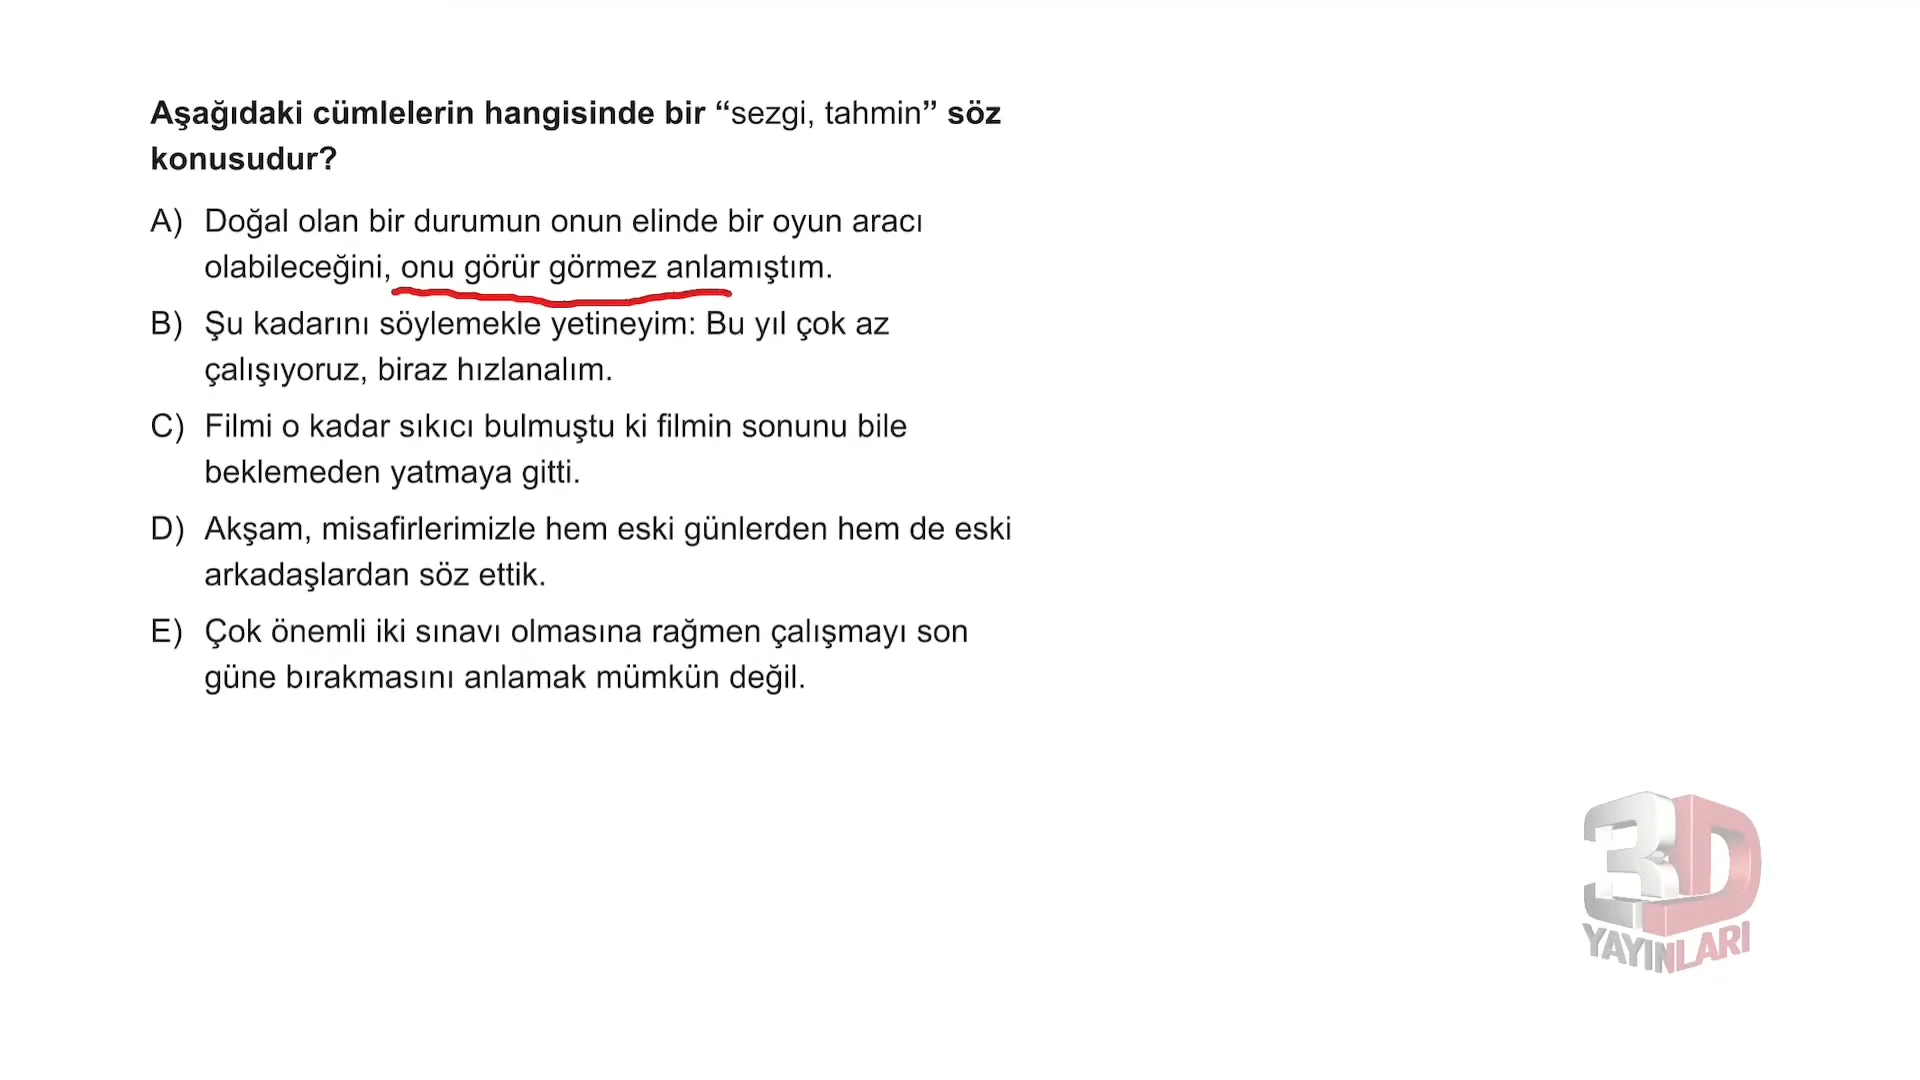 Aşağıdaki cümlelerin hangisinde bir “sezgi, tahmin” söz
konusudur?
A) Doğal olan bir durumun onun elinde bir oyun aracı
olabileceğini, onu görür görmez anlamıştım.
B) Şu kadarını söylemekle yetineyim: Bu yıl çok az
çalışıyoruz, biraz hızlanalım.
C) Filmi o kadar sıkıcı bulmuştu ki filmin sonunu bile
beklemeden yatmaya gitti.
D) Akşam, misafirlerimizle hem eski günlerden hem de eski
arkadaşlardan söz ettik.
E) Çok önemli iki sınavı olmasına rağmen çalışmayı son
güne bırakmasını anlamak mümkün değil.
3D
YAYINLARI